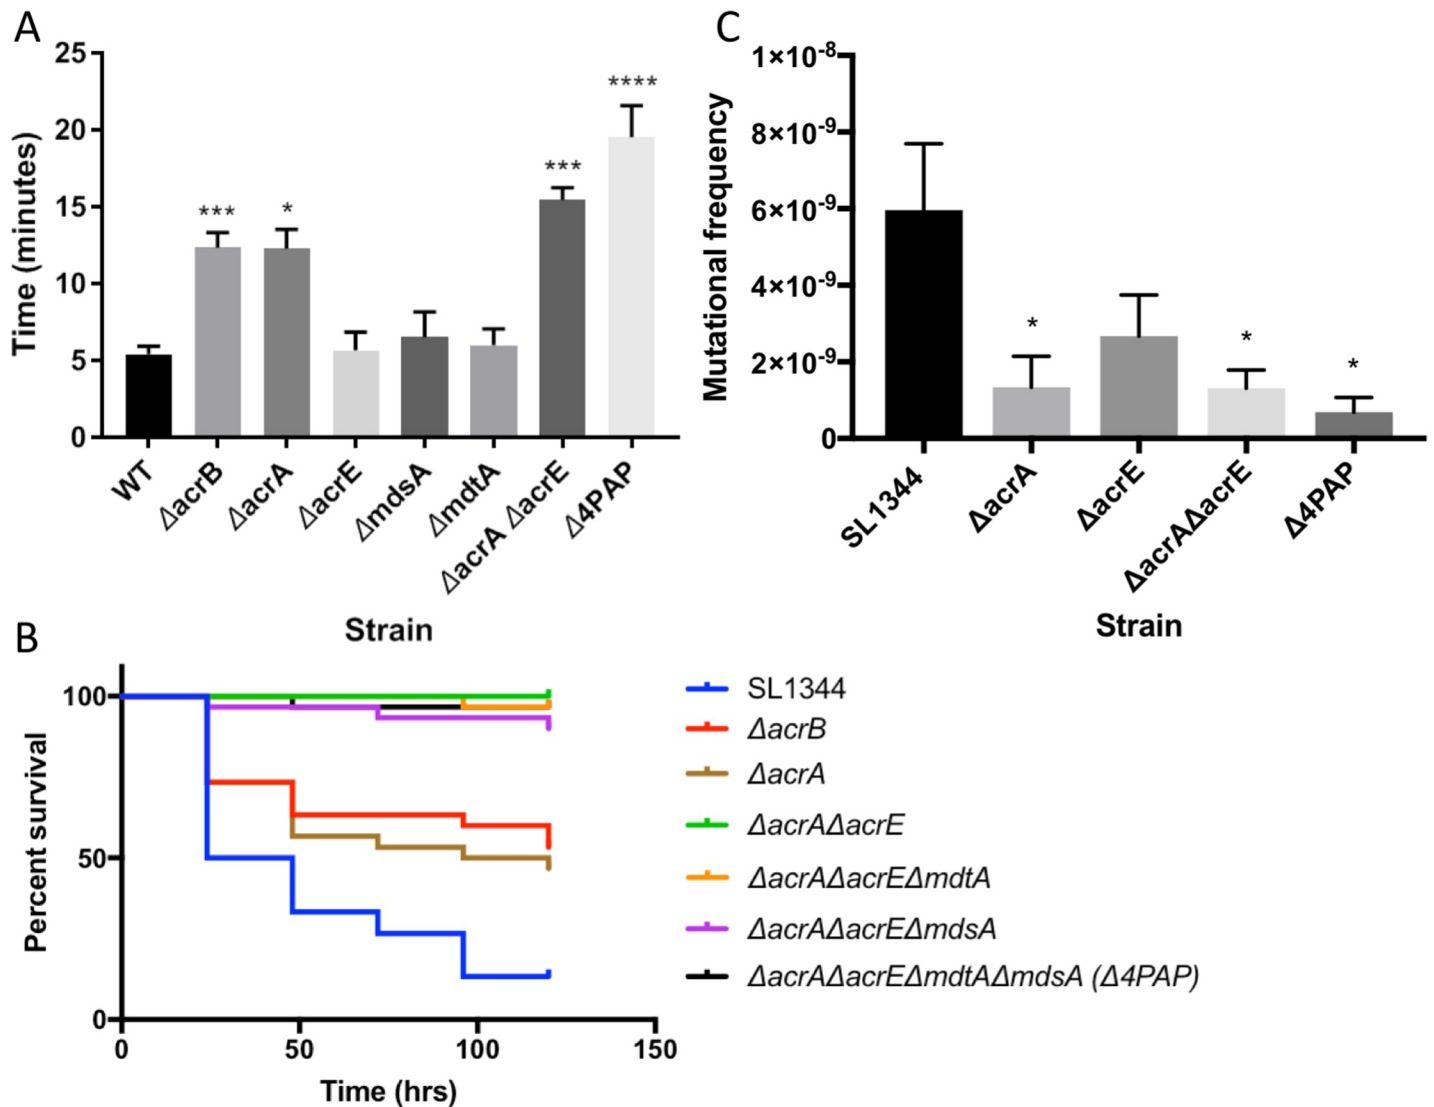 A
25
20
15
10
5
0
Time (minutes)
***
*
***
****
WT
ΔacrB
ΔacrA
ΔacrE
ΔmdsA
ΔmdtA
ΔacrA ΔacrE
Δ4PAP
Strain
C
1×10-8
8×10-9
6×10-9
4×10-9
2×10-9
0
Mutational frequency
*
*
*
SL1344
ΔacrA
ΔacrE
ΔacrAΔacrE
Δ4PAP
Strain
B
100
50
0
Percent survival
0
50
100
150
Time (hrs)
SL1344
ΔacrB
ΔacrA
ΔacrAΔacrE
ΔacrAΔacrEΔmdtA
ΔacrAΔacrEΔmdsA
ΔacrAΔacrEΔmdtAΔmdsA (Δ4PAP)